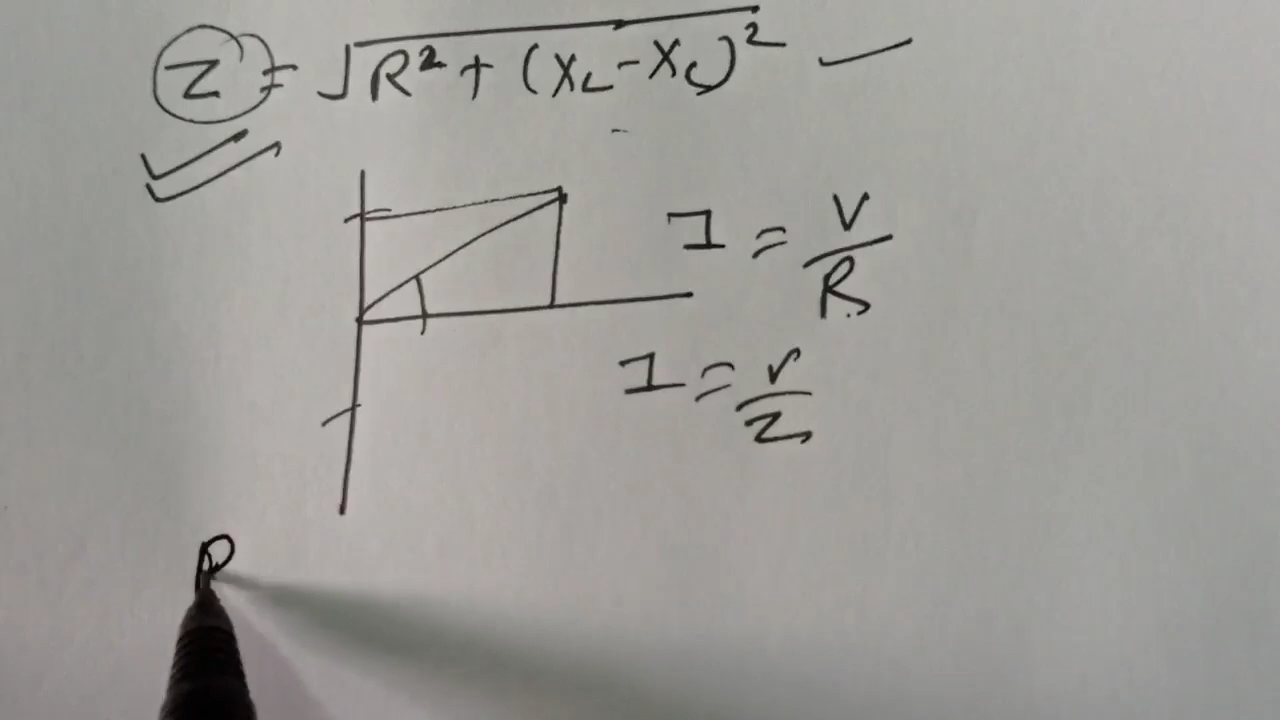 Z = √R² + (XL - XC)²
I = V/R
I = V/Z
P